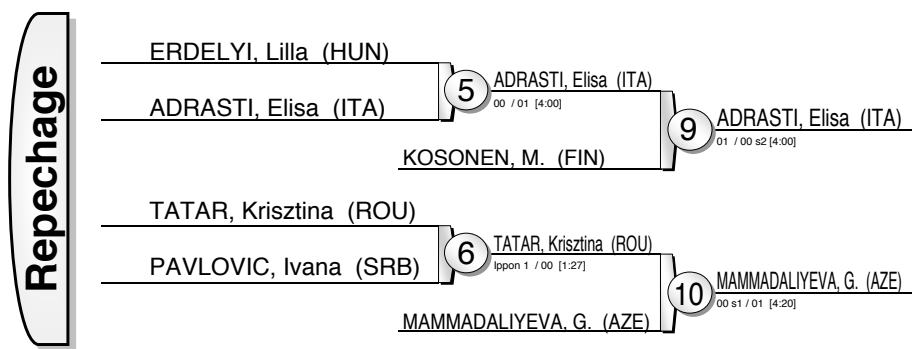 Repechage
ERDELYI, Lilla (HUN)
ADRASTI, Elisa (ITA)
5
ADRASTI, Elisa (ITA)
00 / 01 [4:00]
KOSONEN, M. (FIN)
9
ADRASTI, Elisa (ITA)
01 / 00 s2 [4:00]
TATAR, Krisztina (ROU)
PAVLOVIC, Ivana (SRB)
6
TATAR, Krisztina (ROU)
Ippon 1 / 00 [1:27]
MAMMADALIYEVA, G. (AZE)
10
MAMMADALIYEVA, G. (AZE)
00 s1 / 01 [4:20]